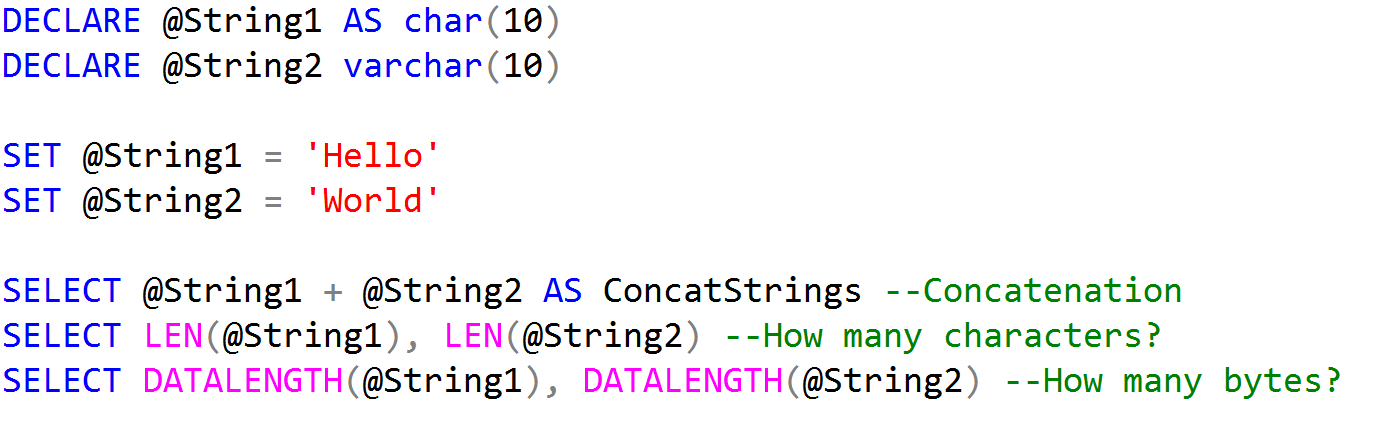 DECLARE @String1 AS char(10)
DECLARE @String2 varchar(10)
SET @String1 = 'Hello'
SET @String2 = 'World'
SELECT @String1 + @String2 AS ConcatStrings --Concatenation
SELECT LEN(@String1), LEN(@String2) --How many characters?
SELECT DATALENGTH(@String1), DATALENGTH(@String2) --How many bytes?